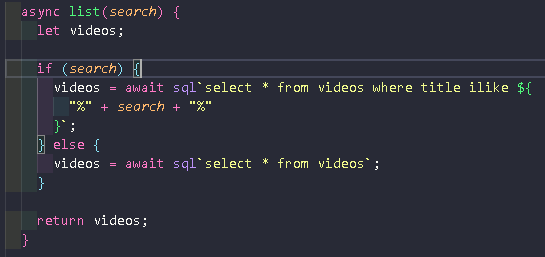 async list(search) {
let videos;
if (search) {
videos = await sql`select * from videos where title ilike ${
"%" + search + "%"
}`;
} else {
videos = await sql`select * from videos`;
}
return videos;
}